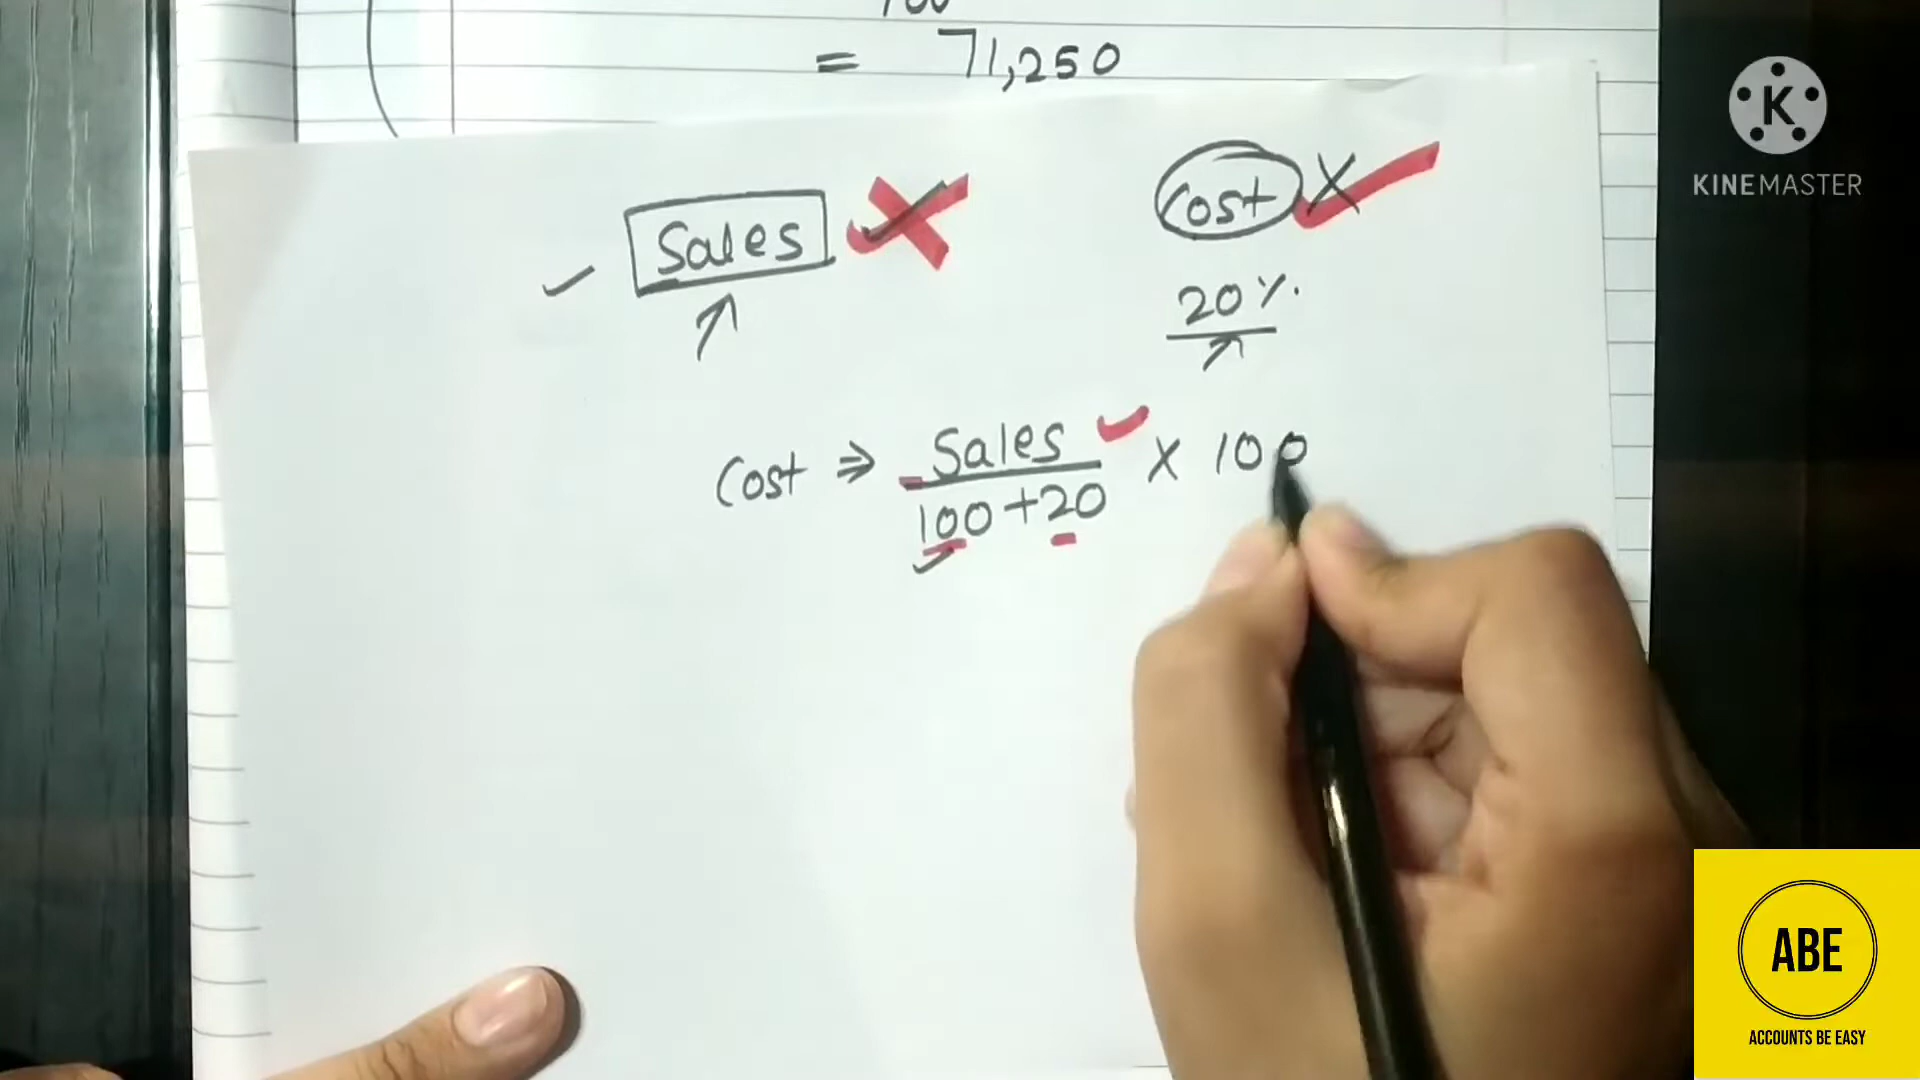 = 71,250
Sales
Cost X
20%.
Cost ⇒ Sales X 100
100+20
K
KINEMASTER
ABE
ACCOUNTS BE EASY